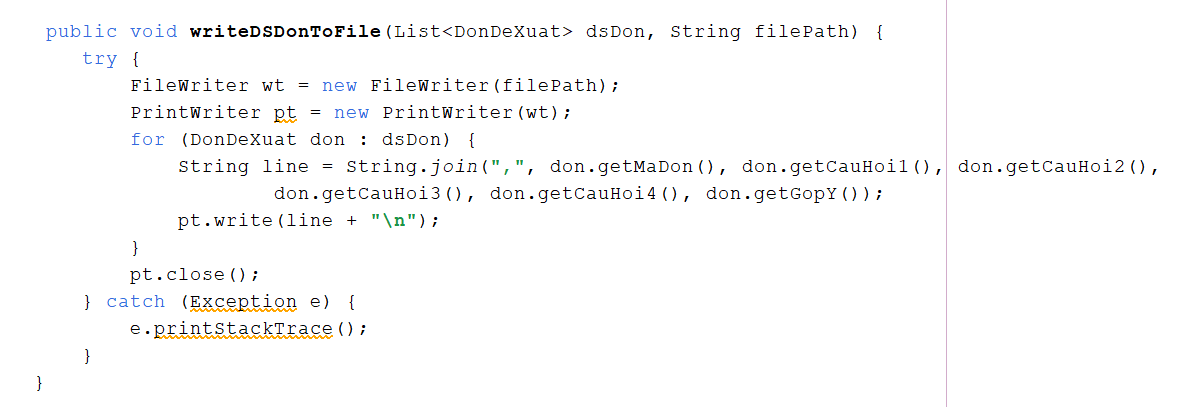 public void writeDSDonToFile(List<DonDeXuat> dsDon, String filePath) {
try {
FileWriter wt = new FileWriter(filePath);
PrintWriter pt = new PrintWriter(wt);
for (DonDeXuat don : dsDon) {
String line = String.join(",", don.getMaDon(), don.getCauHoi1(), don.getCauHoi2(),
don.getCauHoi3(), don.getCauHoi4(), don.getGopY());
pt.write(line + "\n");
}
pt.close();
} catch (Exception e) {
e.printStackTrace();
}
}